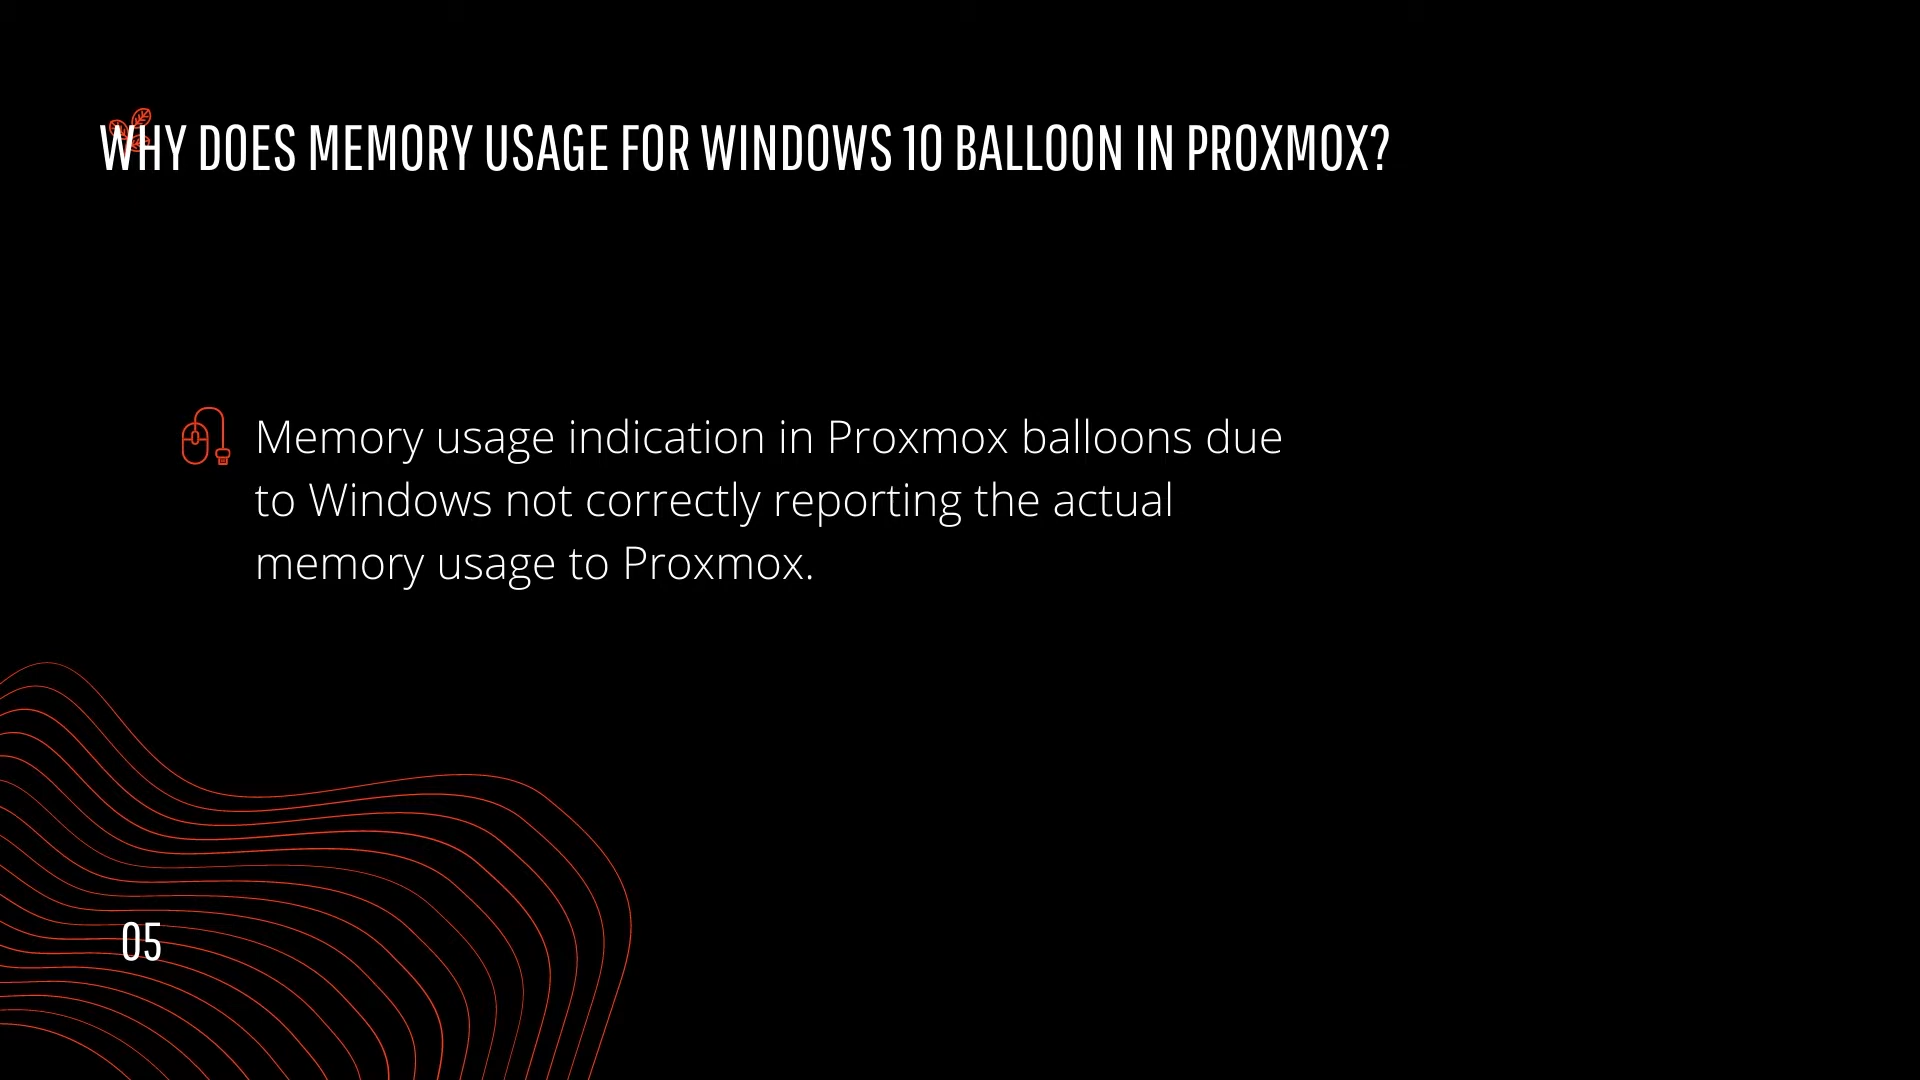 WHY DOES MEMORY USAGE FOR WINDOWS 10 BALLOON IN PROXMOX?
Memory usage indication in Proxmox balloons due
to Windows not correctly reporting the actual
memory usage to Proxmox.
05